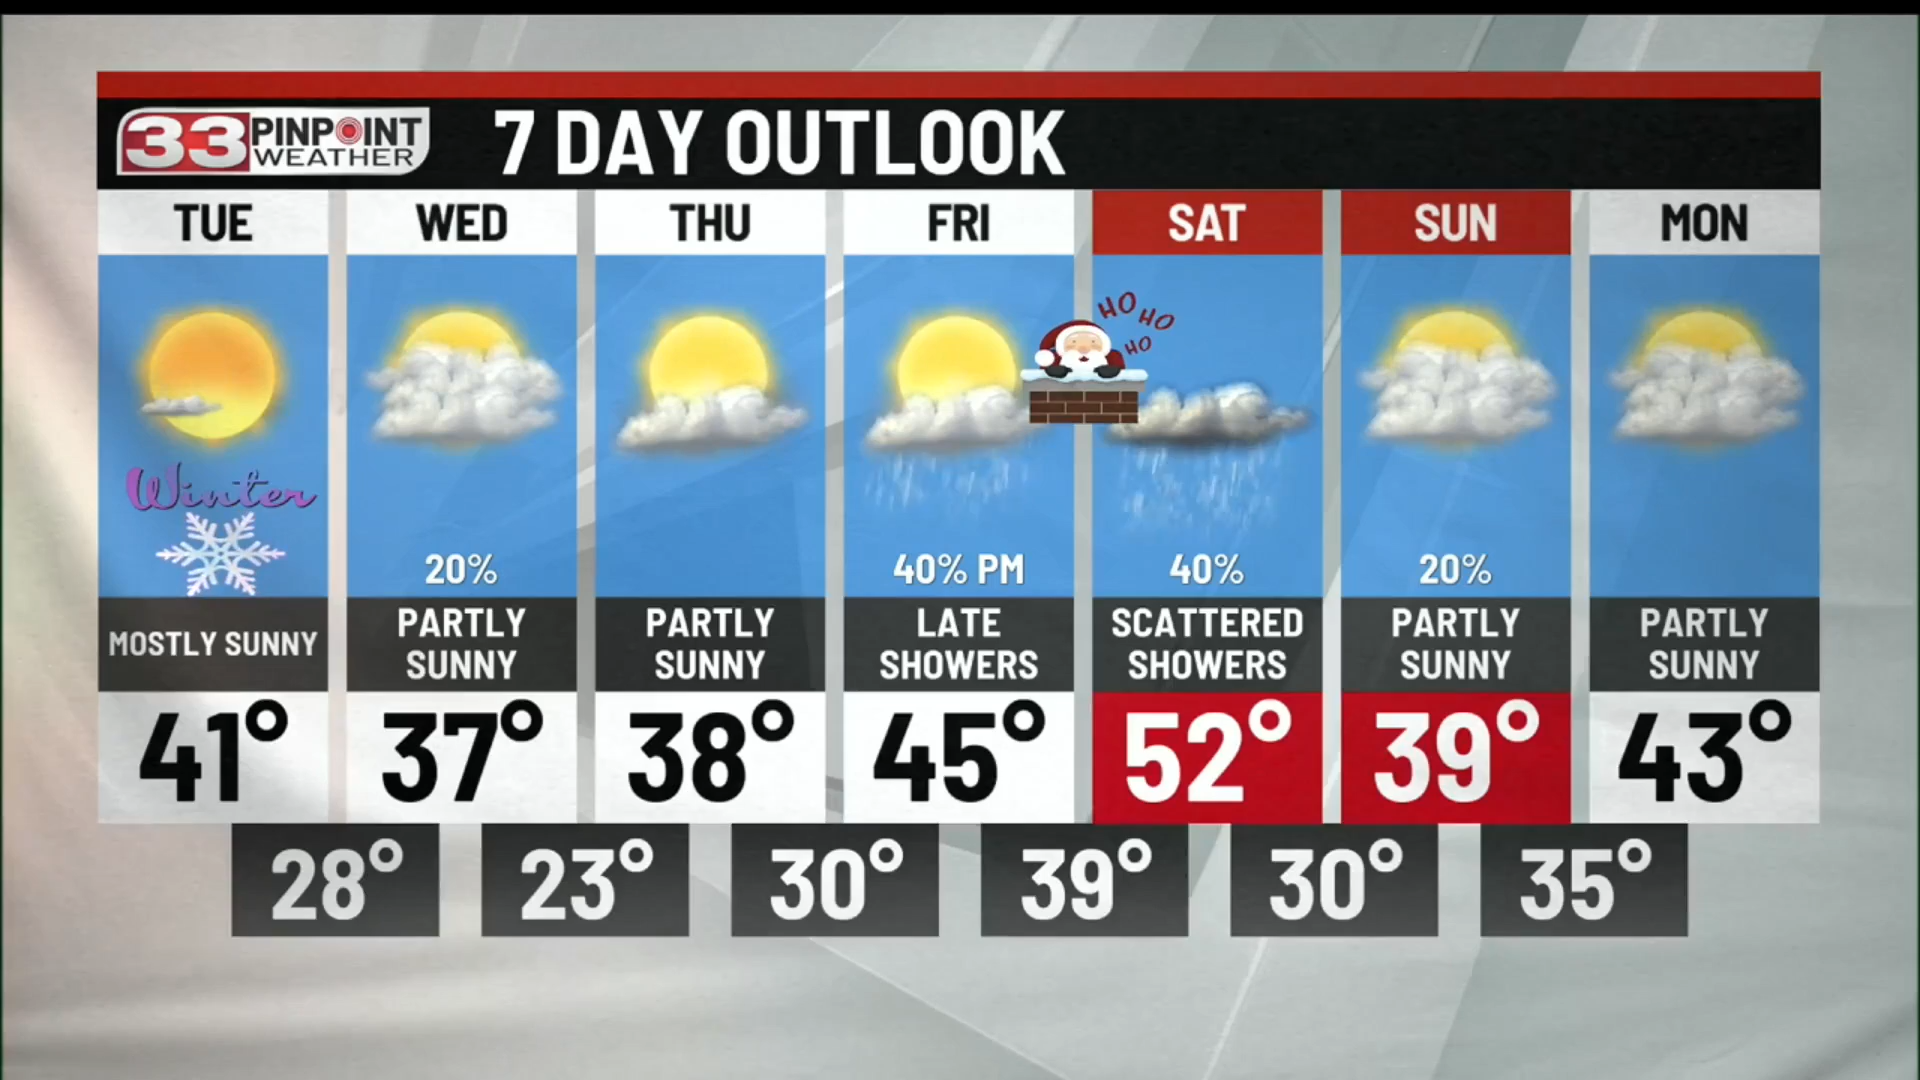 33 PINPOINT WEATHER
7 DAY OUTLOOK
TUE WED THU FRI SAT SUN MON
HO HO HO
Winter
20% 40% PM 40% 20%
MOSTLY SUNNY
PARTLY SUNNY
PARTLY SUNNY
LATE SHOWERS
SCATTERED SHOWERS
PARTLY SUNNY
PARTLY SUNNY
41° 37° 38° 45° 52° 39° 43°
28° 23° 30° 39° 30° 35°